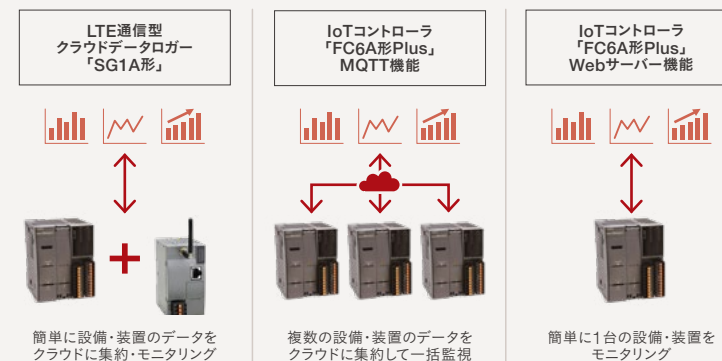 LTE通信型
クラウドデータロガー
「SG1A形」
簡単に設備・装置のデータを
クラウドに集約・モニタリング
IoTコントローラ
「FC6A形Plus」
MQTT機能
複数の設備・装置のデータを
クラウドに集約して一括監視
IoTコントローラ
「FC6A形Plus」
Webサーバー機能
簡単に1台の設備・装置を
モニタリング